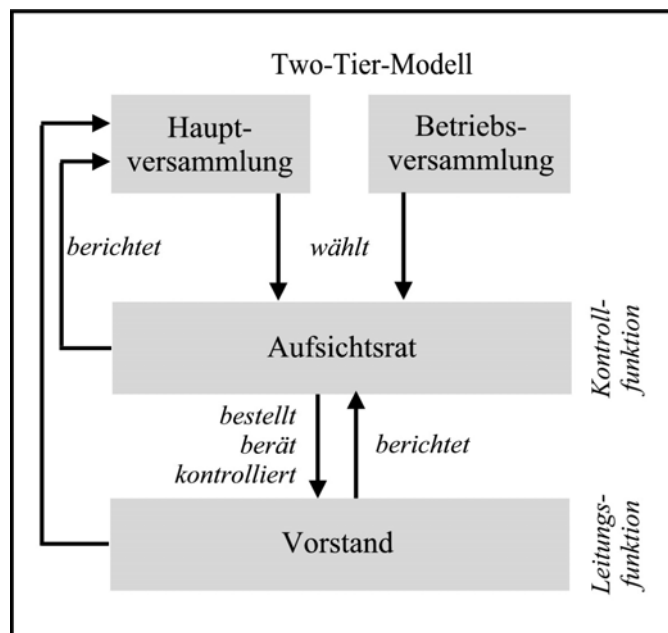 Two-Tier-Modell
Haupt-
versammlung
Betriebs-
versammlung
berichtet
wählt
Aufsichtsrat
Kontroll-
funktion
bestellt
berät
kontrolliert
berichtet
Vorstand
Leitungs-
funktion